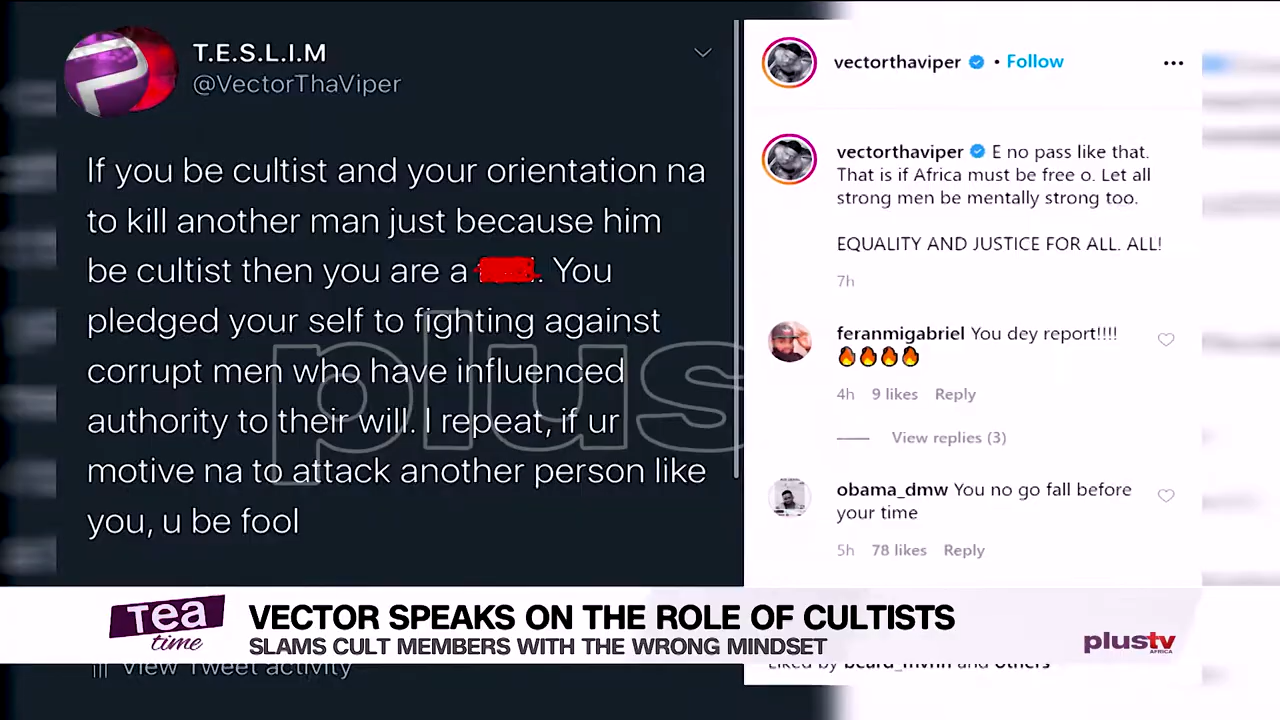 T.E.S.L.I.M
@VectorThaViper
If you be cultist and your orientation na
to kill another man just because him
be cultist then you are a
. You
pledged your self to fighting against
corrupt men who have influenced
authority to their will. I repeat, if ur
motive na to attack another person like
you, u be fool
View Tweet activity
plus
vectorthaviper • Follow
vectorthaviper E no pass like that.
That is if Africa must be free o. Let all
strong men be mentally strong too.
EQUALITY AND JUSTICE FOR ALL. ALL!
7h
feranmigabriel You dey report!!!!
🔥🔥🔥🔥
4h 9 likes Reply
View replies (3)
obama_dmw You no go fall before
your time
5h 78 likes Reply
Liked by beard_mvnn and others
Tea
time
VECTOR SPEAKS ON THE ROLE OF CULTISTS
SLAMS CULT MEMBERS WITH THE WRONG MINDSET
plustv
AFRICA